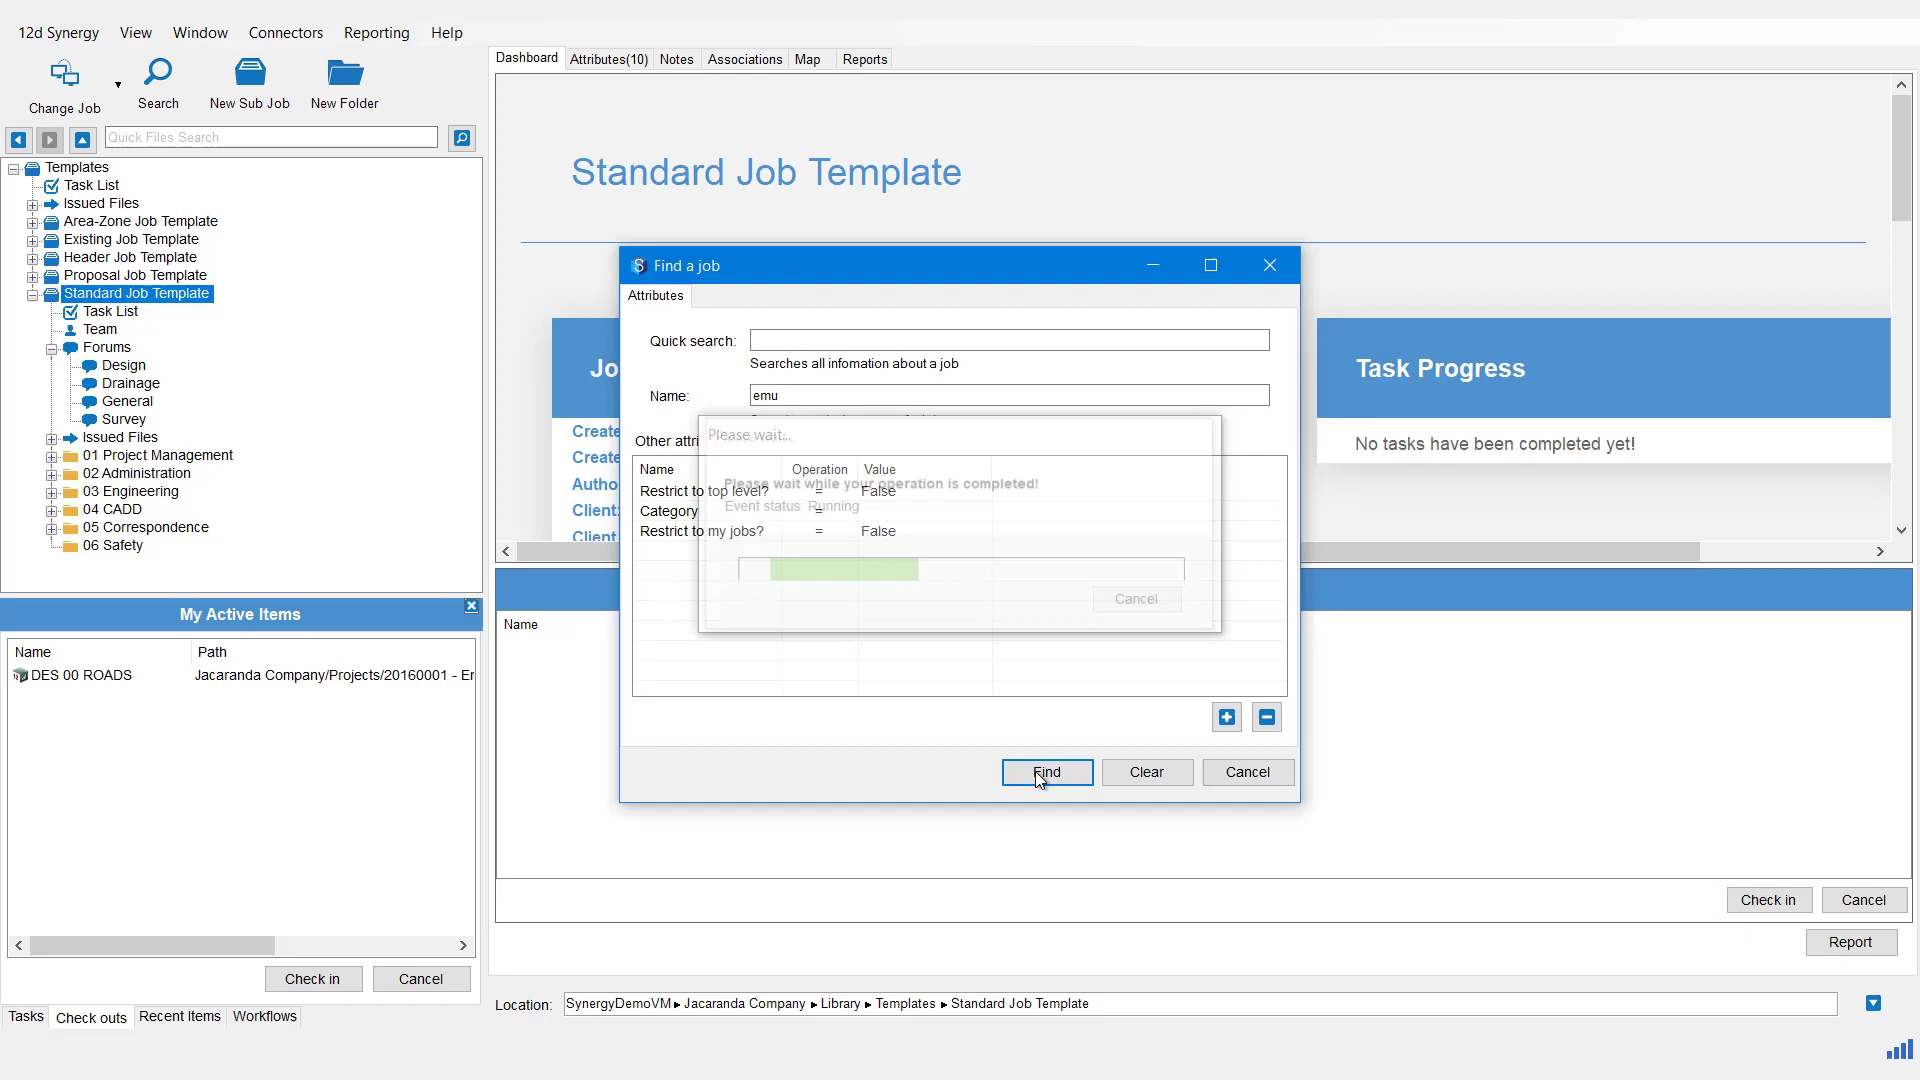 12d Synergy View Window Connectors Reporting Help
Change Job
Search
New Sub Job
New Folder
Quick Files Search
Templates
Task List
Issued Files
Area-Zone Job Template
Existing Job Template
Header Job Template
Proposal Job Template
Standard Job Template
Task List
Team
Forums
Design
Drainage
General
Survey
Issued Files
01 Project Management
02 Administration
03 Engineering
04 CADD
05 Correspondence
06 Safety
My Active Items
Name Path
DES 00 ROADS Jacaranda Company/Projects/20160001 - Er
Check in Cancel
Tasks Check outs Recent Items Workflows
Dashboard Attributes(10) Notes Associations Map Reports
Standard Job Template
Jo
Create
Create
Autho
Client:
Client
Task Progress
No tasks have been completed yet!
Find a job
Attributes
Quick search:
Searches all infomation about a job
Name: emu
Other attri
Please wait...
Name Operation Value
Please wait while your operation is completed!
Restrict to top level? = False
Event status: Running
Category =
Restrict to my jobs? = False
Cancel
Find Clear Cancel
Name
Check in Cancel
Report
Location: SynergyDemoVM Jacaranda Company Library Templates Standard Job Template